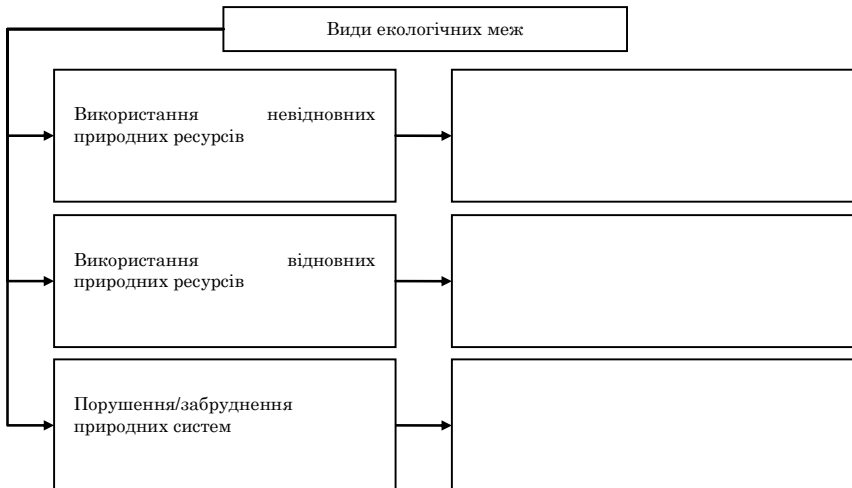 Види екологічних меж
Використання невідновних
природних ресурсів
Використання відновних
природних ресурсів
Порушення/забруднення
природних систем